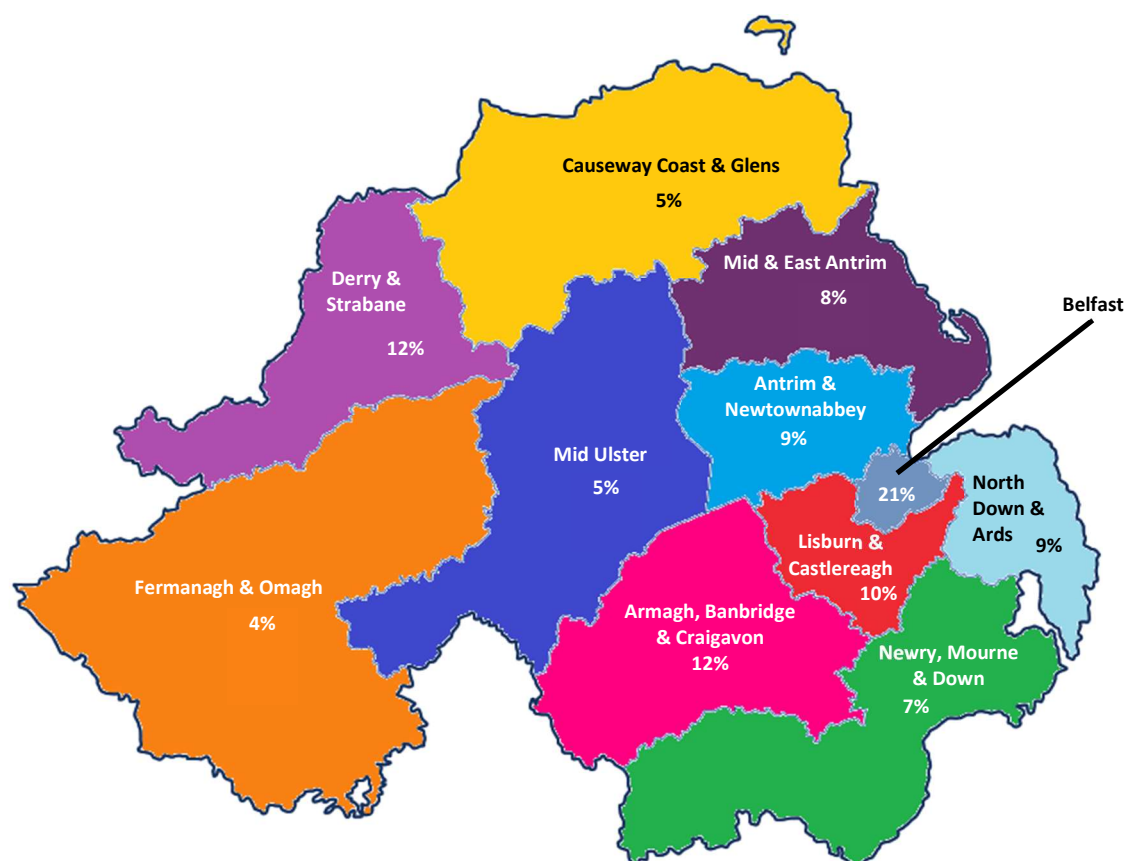 Causeway Coast & Glens
5%
Mid & East Antrim
8%
Derry &
Strabane
12%
Belfast
Antrim &
Newtownabbey
9%
Mid Ulster
5%
21%
North
Down &
Ards
9%
Lisburn &
Castlereagh
10%
Fermanagh & Omagh
4%
Armagh, Banbridge
& Craigavon
12%
Newry, Mourne
& Down
7%